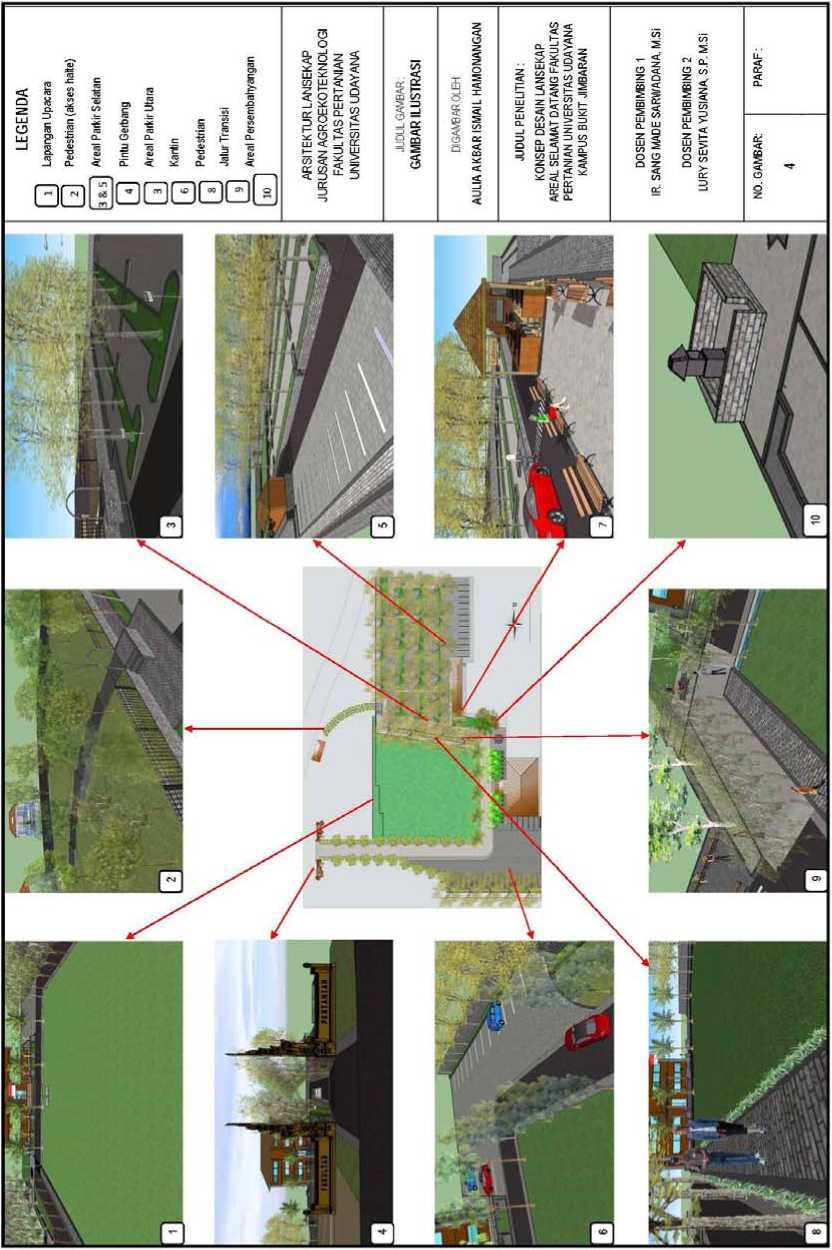 1
2
3
4
5
6
7
8
9
10
FAKULTAS
PERTANIAN
LEGENDA
1 Lapangan Upacara
2 Pedestrian (akses halte)
3 & 5 Areal Parkir Selatan
4 Pintu Gerbang
3 Areal Parkir Utara
6 Kantin
8 Pedestrian
9 Jalur Transisi
10 Areal Persembahyangan
ARSITEKTUR LANSEKAP
JURUSAN AGROEKOTEKNOLOGI
FAKULTAS PERTANIAN
UNIVERSITAS UDAYANA
JUDUL GAMBAR :
GAMBAR ILUSTRASI
DIGAMBAR OLEH:
AULIA AKBAR ISMAIL HAMONANGAN
JUDUL PENELITIAN :
KONSEP DESAIN LANSEKAP
AREAL SELAMAT DATANG FAKULTAS
PERTANIAN UNIVERSITAS UDAYANA
KAMPUS BUKIT JIMBARAN
DOSEN PEMBIMBING 1
IR. SANG MADE SARWADANA, M.Si
DOSEN PEMBIMBING 2
LURY SEVITA YUSIANA, S.P. M.Si
NO. GAMBAR:
4
PARAF :